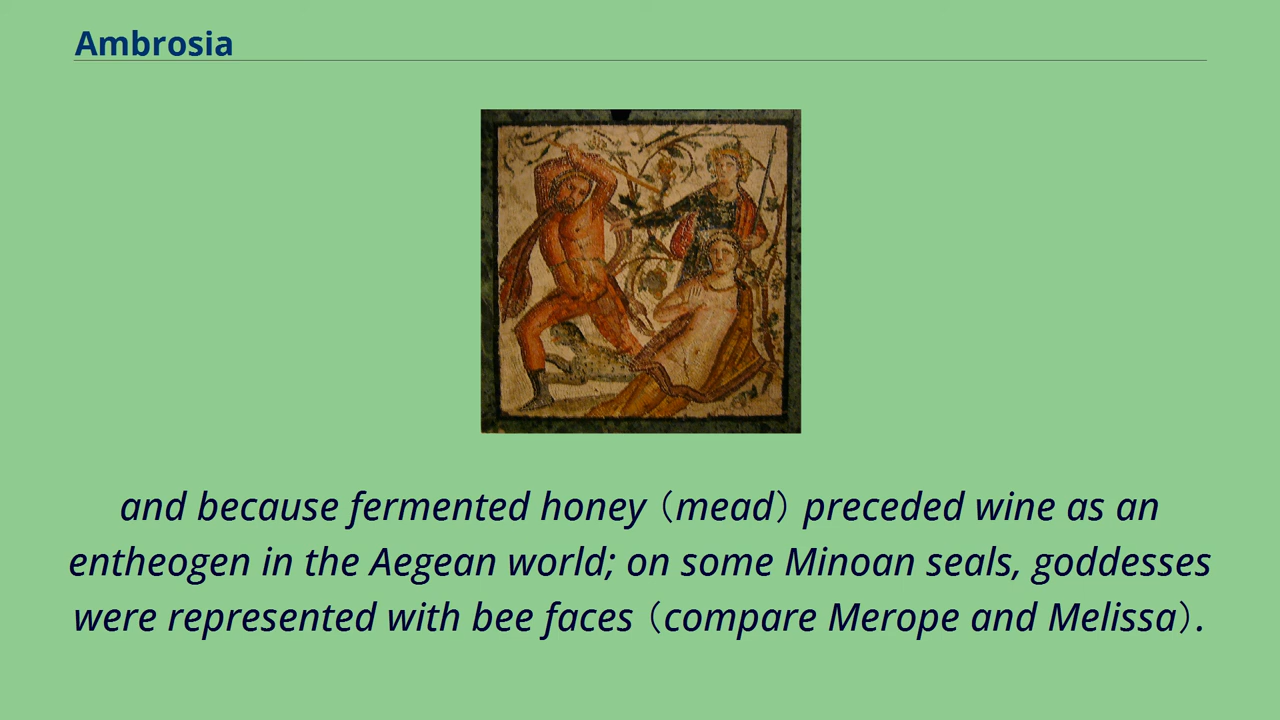 Ambrosia
and because fermented honey (mead) preceded wine as an
entheogen in the Aegean world; on some Minoan seals, goddesses
were represented with bee faces (compare Merope and Melissa).